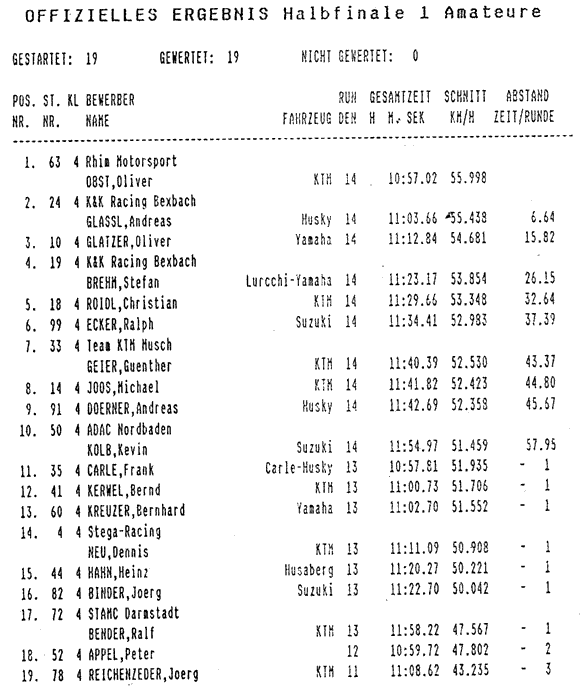 OFFIZIELLES ERGEBNIS Halbfinale 1 Amateure
GESTARTET: 19 GEWERTET: 19 NICHT GEWERTET: 0
POS. ST. KL BEWERBER RUN GESAMTZEIT SCHNITT ABSTAND
NR. NR. NAME FAHRZEUG DEN H M. SEK KM/H ZEIT/RUNDE
1. 63 4 Rhin Motorsport
OBST,Oliver KTM 14 10:57.02 55.998
2. 24 4 K&K Racing Bexbach
GLASSL,Andreas Husky 14 11:03.66 55.438 6.64
3. 10 4 GLATZER,Oliver Yamaha 14 11:12.84 54.681 15.82
4. 19 4 K&K Racing Bexbach
BREHM,Stefan Lurcchi-Yamaha 14 11:23.17 53.854 26.15
5. 18 4 ROIDL,Christian KTM 14 11:29.66 53.348 32.64
6. 99 4 ECKER,Ralph Suzuki 14 11:34.41 52.983 37.39
7. 33 4 Team KTM Musch
GEIER,Guenther KTM 14 11:40.39 52.530 43.37
8. 14 4 JOOS,Michael KTM 14 11:41.82 52.423 44.80
9. 91 4 DOERNER,Andreas Husky 14 11:42.69 52.358 45.67
10. 50 4 ADAC Nordbaden
KOLB,Kevin Suzuki 14 11:54.97 51.459 57.95
11. 35 4 CARLE,Frank Carle-Husky 13 10:57.81 51.935 - 1
12. 41 4 KERWEL,Bernd KTM 13 11:00.73 51.706 - 1
13. 60 4 KREUZER,Bernhard Yamaha 13 11:02.70 51.552 - 1
14. 4 4 Stega-Racing
NEU,Dennis KTM 13 11:11.09 50.908 - 1
15. 44 4 HAHN,Heinz Husaberg 13 11:20.27 50.221 - 1
16. 82 4 BINDER,Joerg Suzuki 13 11:22.70 50.042 - 1
17. 72 4 STAMC Darmstadt
BENDER,Ralf KTM 13 11:58.22 47.567 - 1
18. 52 4 APPEL,Peter 12 10:59.72 47.802 - 2
19. 78 4 REICHENZEDER,Joerg KTM 11 11:08.62 43.235 - 3